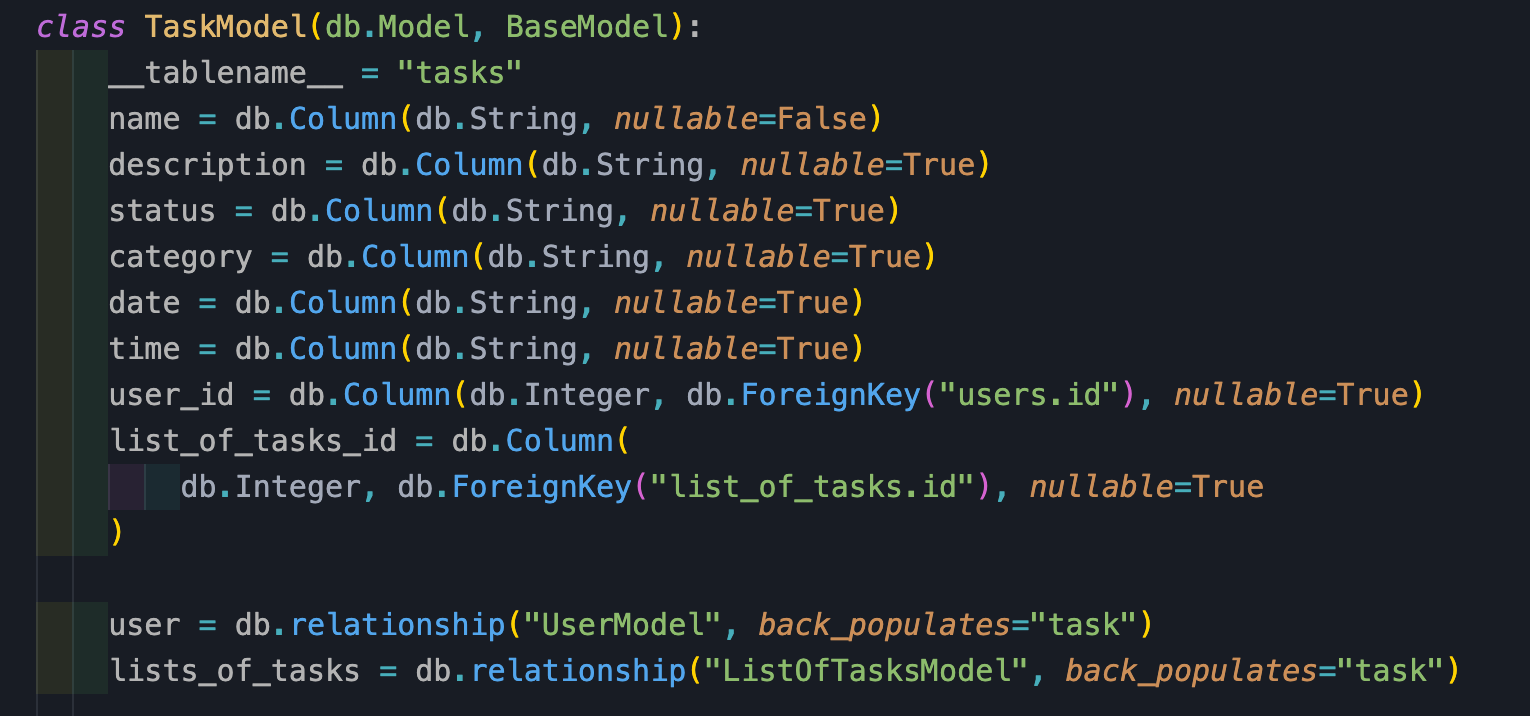 class TaskModel(db.Model, BaseModel):
    __tablename__ = "tasks"
    name = db.Column(db.String, nullable=False)
    description = db.Column(db.String, nullable=True)
    status = db.Column(db.String, nullable=True)
    category = db.Column(db.String, nullable=True)
    date = db.Column(db.String, nullable=True)
    time = db.Column(db.String, nullable=True)
    user_id = db.Column(db.Integer, db.ForeignKey("users.id"), nullable=True)
    list_of_tasks_id = db.Column(
        db.Integer, db.ForeignKey("list_of_tasks.id"), nullable=True
    )

    user = db.relationship("UserModel", back_populates="task")
    lists_of_tasks = db.relationship("ListOfTasksModel", back_populates="task")